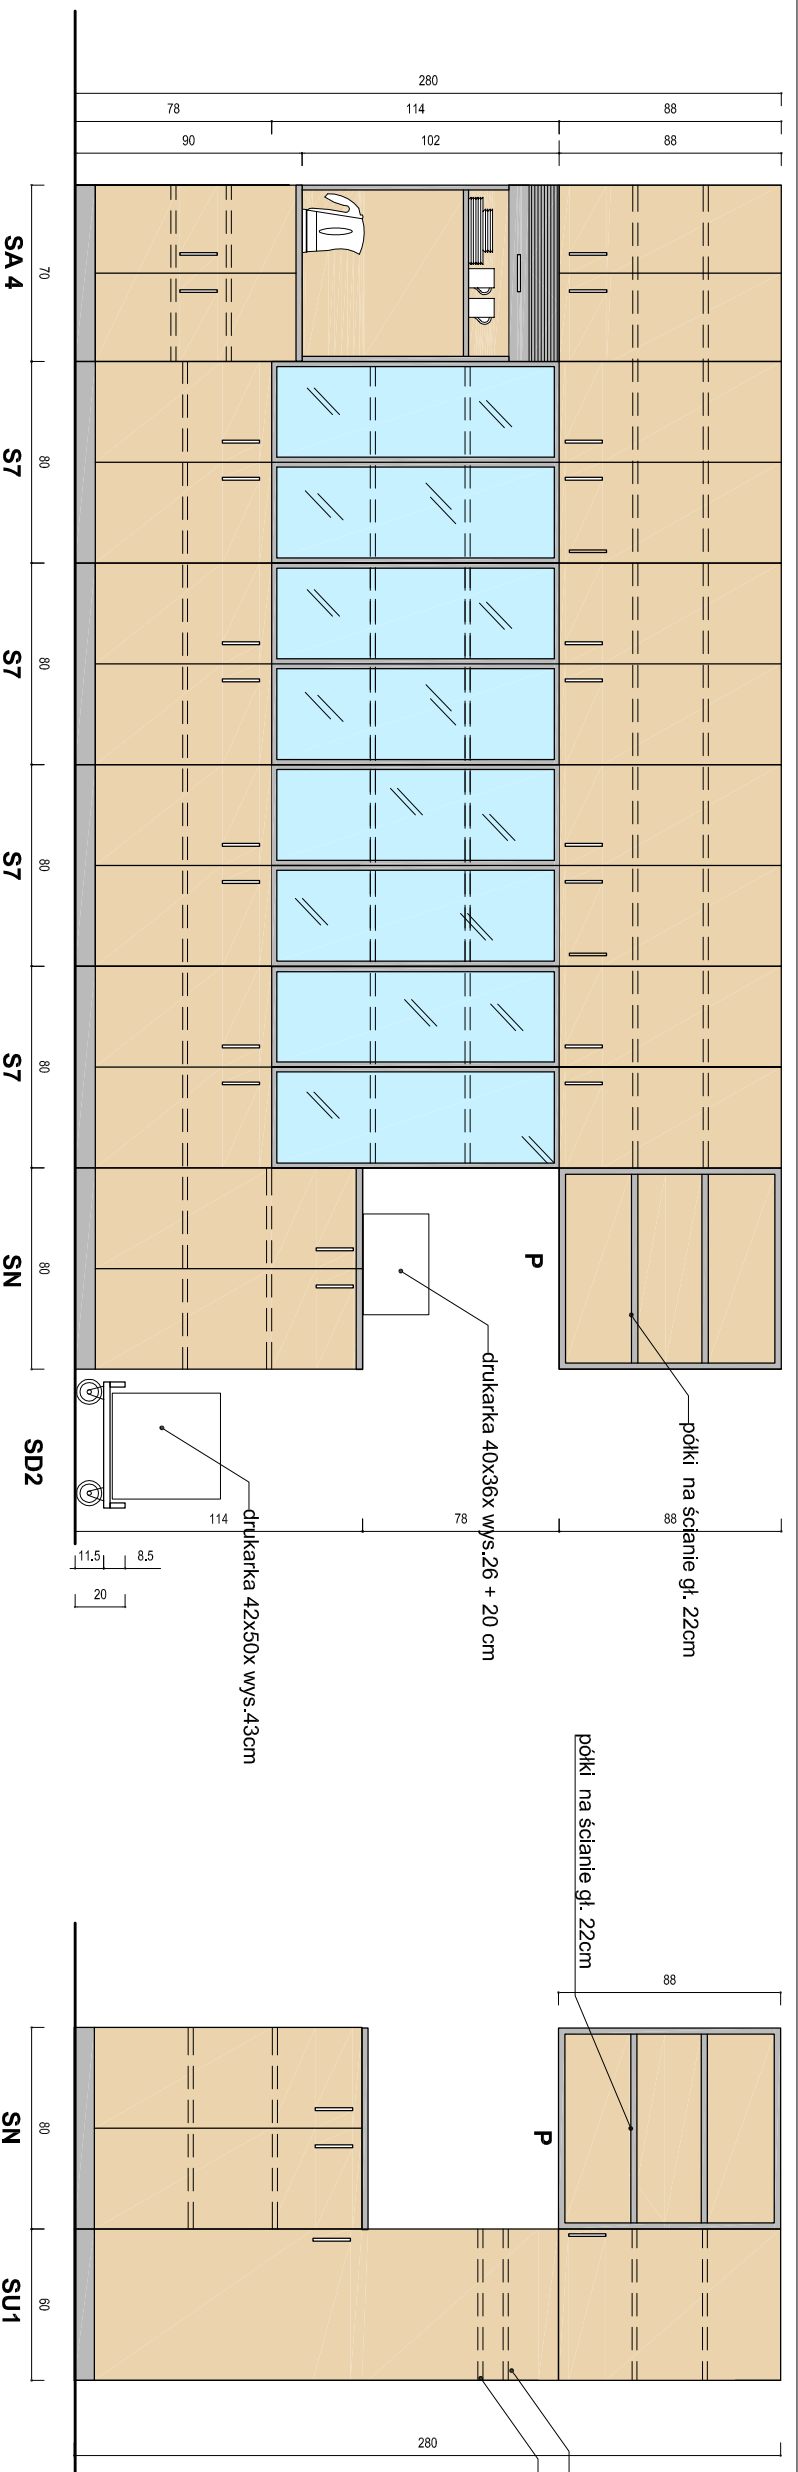 280
78
114
88
90
102
88
SA 4
70
S7
80
S7
80
S7
80
S7
80
SN
80
P
półki  na ścianie gł. 22cm
drukarka 40x36x wys.26 + 20 cm
drukarka 42x50x wys.43cm
SD2
114
78
88
11.5
8.5
20
półki  na ścianie gł. 22cm
88
P
SN
80
SU1
60
280